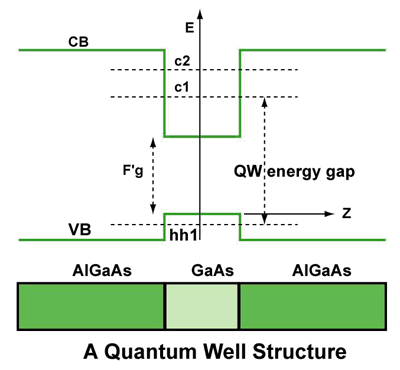 E
CB
c2
c1
F'g
QW energy gap
Z
VB
hh1
AlGaAs GaAs AlGaAs
A Quantum Well Structure